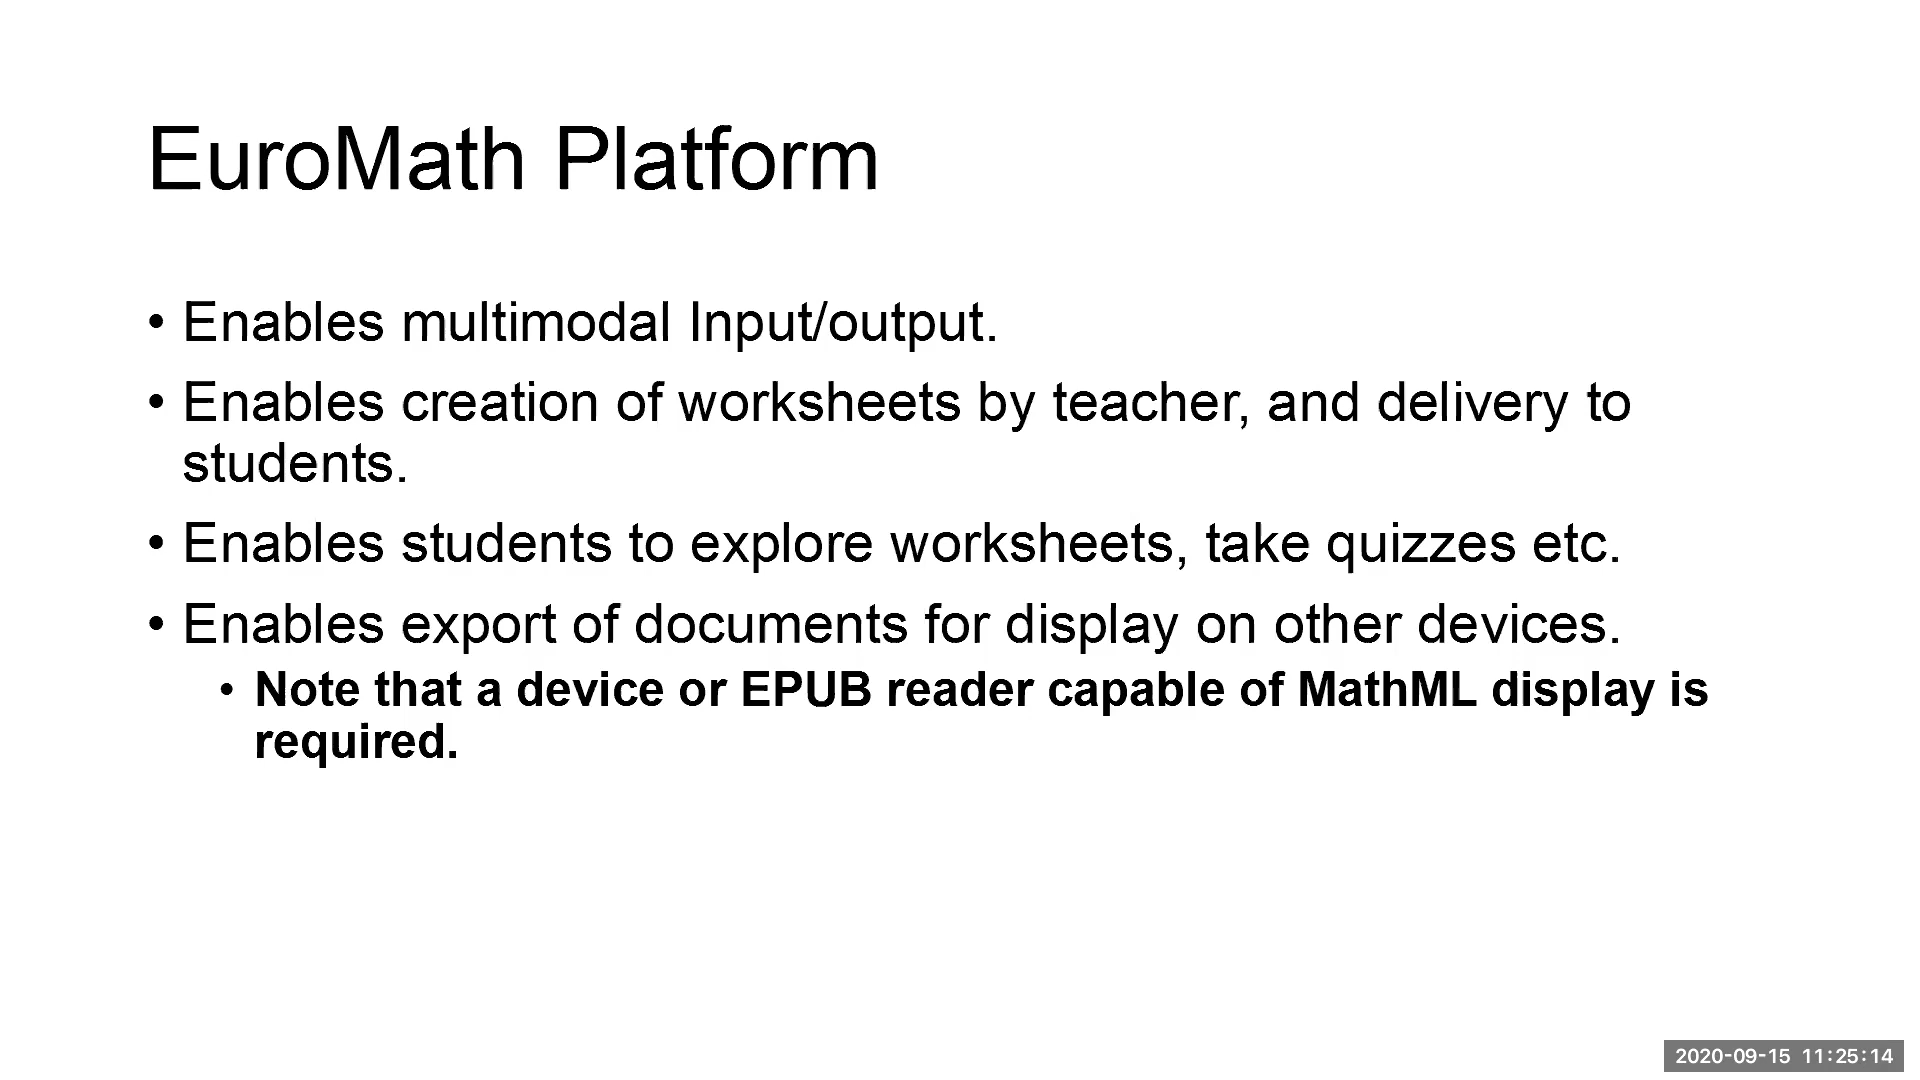 EuroMath Platform
• Enables multimodal Input/output.
• Enables creation of worksheets by teacher, and delivery to
students.
• Enables students to explore worksheets, take quizzes etc.
• Enables export of documents for display on other devices.
• Note that a device or EPUB reader capable of MathML display is
required.
2020-09-15 11:25:14